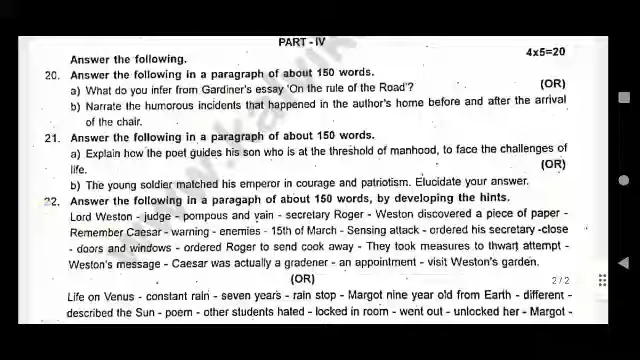 PART - IV
Answer the following.
4x5=20
20. Answer the following in a paragraph of about 150 words.
a) What do you infer from Gardiner's essay 'On the rule of the Road'?
(OR)
b) Narrate the humorous incidents that happened in the author's home before and after the arrival
of the chair.
21. Answer the following in a paragraph of about 150 words.
a) Explain how the poet guides his son who is at the threshold of manhood, to face the challenges of
life.
(OR)
b) The young soldier matched his emperor in courage and patriotism. Elucidate your answer.
22. Answer the following in a paragaph of about 150 words, by developing the hints.
Lord Weston - judge - pompous and vain - secretary Roger - Weston discovered a piece of paper -
Remember Caesar - warning - enemies - 15th of March - Sensing attack - ordered his secretary -close
- doors and windows - ordered Roger to send cook away - They took measures to thwart attempt -
Weston's message - Caesar was actually a gradener - an appointment - visit Weston's garden.
(OR)
2/2
Life on Venus - constant rain - seven years - rain stop - Margot nine year old from Earth - different -
described the Sun - poem - other students haled - locked in room - went out - unlocked her - Margot -